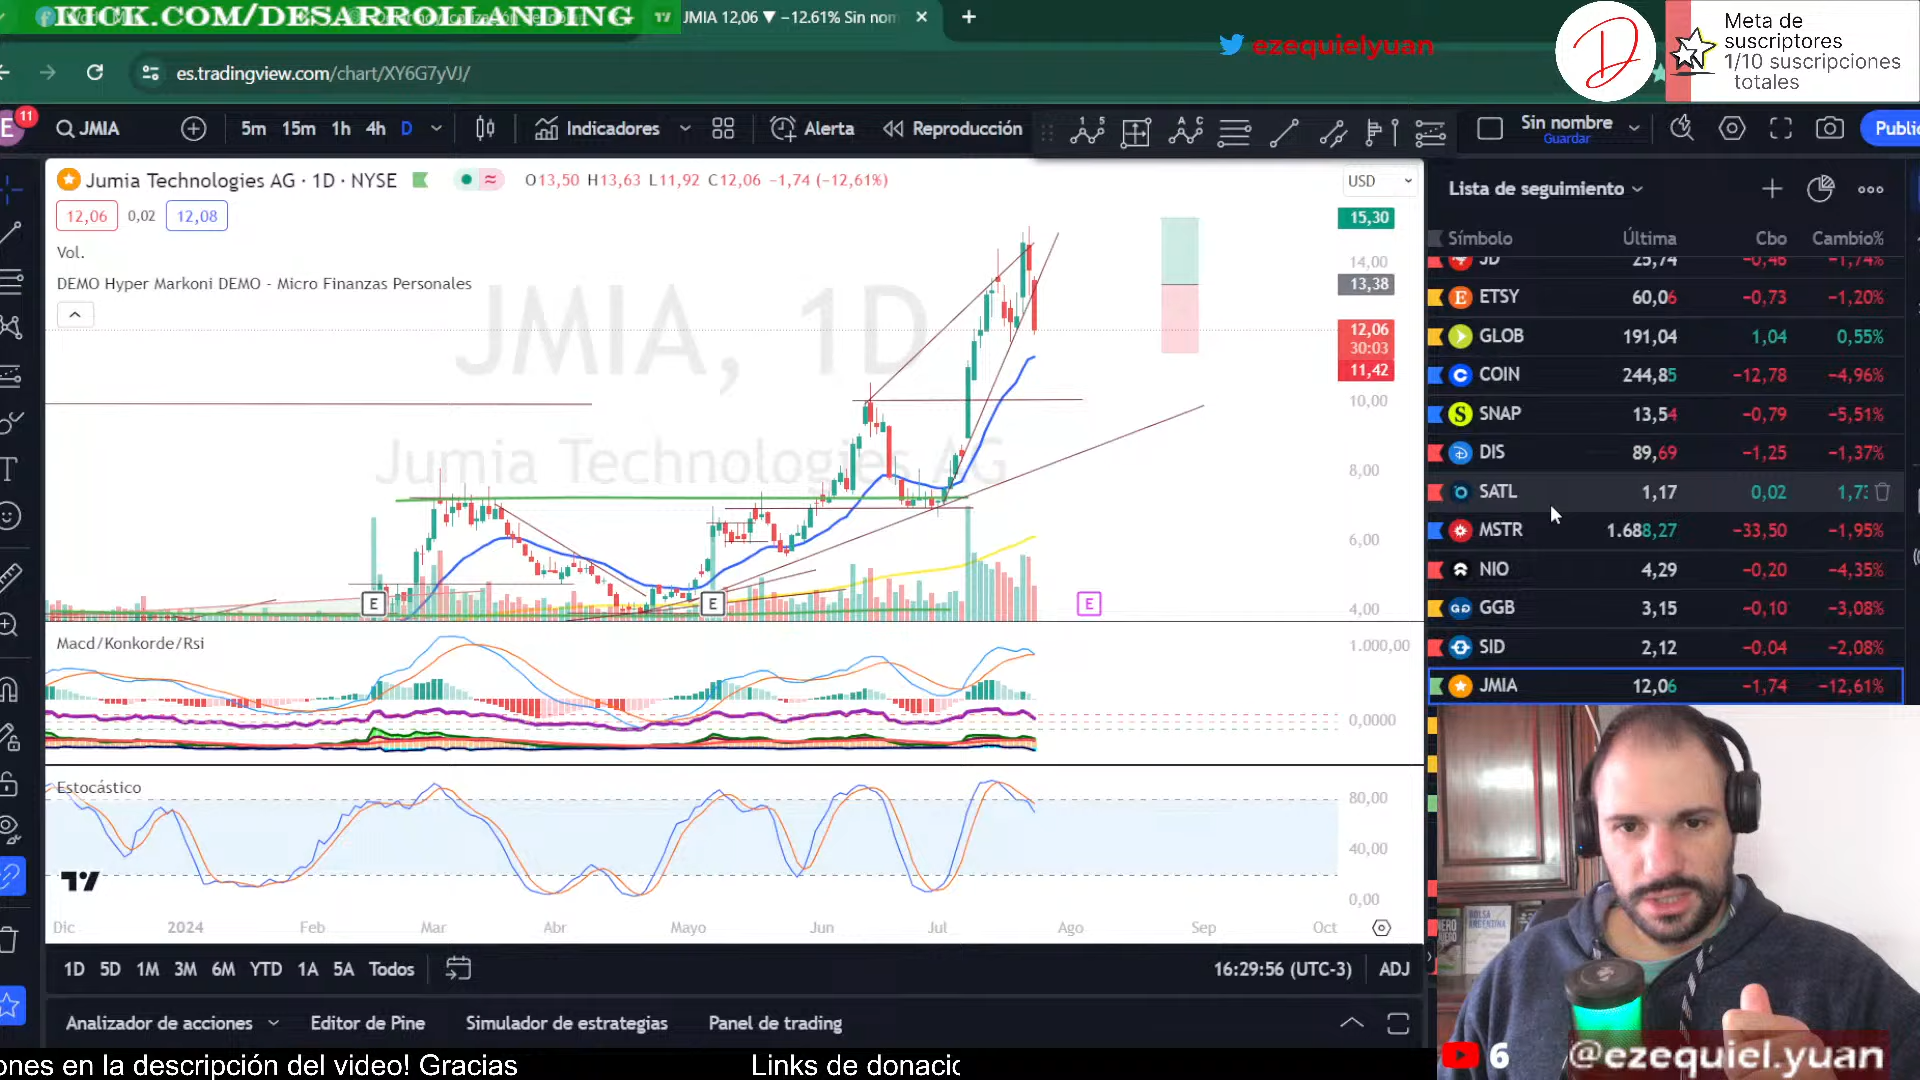 KICK.COM/DESARROLLANDING
JMIA 12,06 ▼ −12.61% Sin nom
ezequielyuan
Meta de
suscriptores
1/10 suscripciones
totales
es.tradingview.com/chart/XY6G7yVJ/
E
11
JMIA
5m 15m 1h 4h D
Indicadores
Alerta
Reproducción
Sin nombre
Guardar
Public
Jumia Technologies AG · 1D · NYSE
O13,50 H13,63 L11,92 C12,06 −1,74 (−12,61%)
12,06 0,02 12,08
Vol.
DEMO Hyper Markoni DEMO - Micro Finanzas Personales
JMIA, 1D
Jumia Technologies AG
USD
15,30
14,00
13,38
12,06
30:03
11,42
10,00
8,00
6,00
4,00
E
E
E
Macd/Konkorde/Rsi
1.000,00
0,0000
Estocástico
80,00
40,00
0,00
Dic 2024 Feb Mar Abr Mayo Jun Jul Ago Sep Oct
1D 5D 1M 3M 6M YTD 1A 5A Todos
16:29:56 (UTC-3) ADJ
Analizador de acciones Editor de Pine Simulador de estrategias Panel de trading
Lista de seguimiento
Símbolo Última Cbo Cambio%
JD 25,74 −0,46 −1,74%
ETSY 60,06 −0,73 −1,20%
GLOB 191,04 1,04 0,55%
COIN 244,85 −12,78 −4,96%
SNAP 13,54 −0,79 −5,51%
DIS 89,69 −1,25 −1,37%
SATL 1,17 0,02
MSTR 1.688,27 −33,50 −1,95%
NIO 4,29 −0,20 −4,35%
GGB 3,15 −0,10 −3,08%
SID 2,12 −0,04 −2,08%
JMIA 12,06 −1,74 −12,61%
BOLSA
ARGENTINA
6 @ezequiel.yuan
ones en la descripción del video! Gracias
Links de donacio